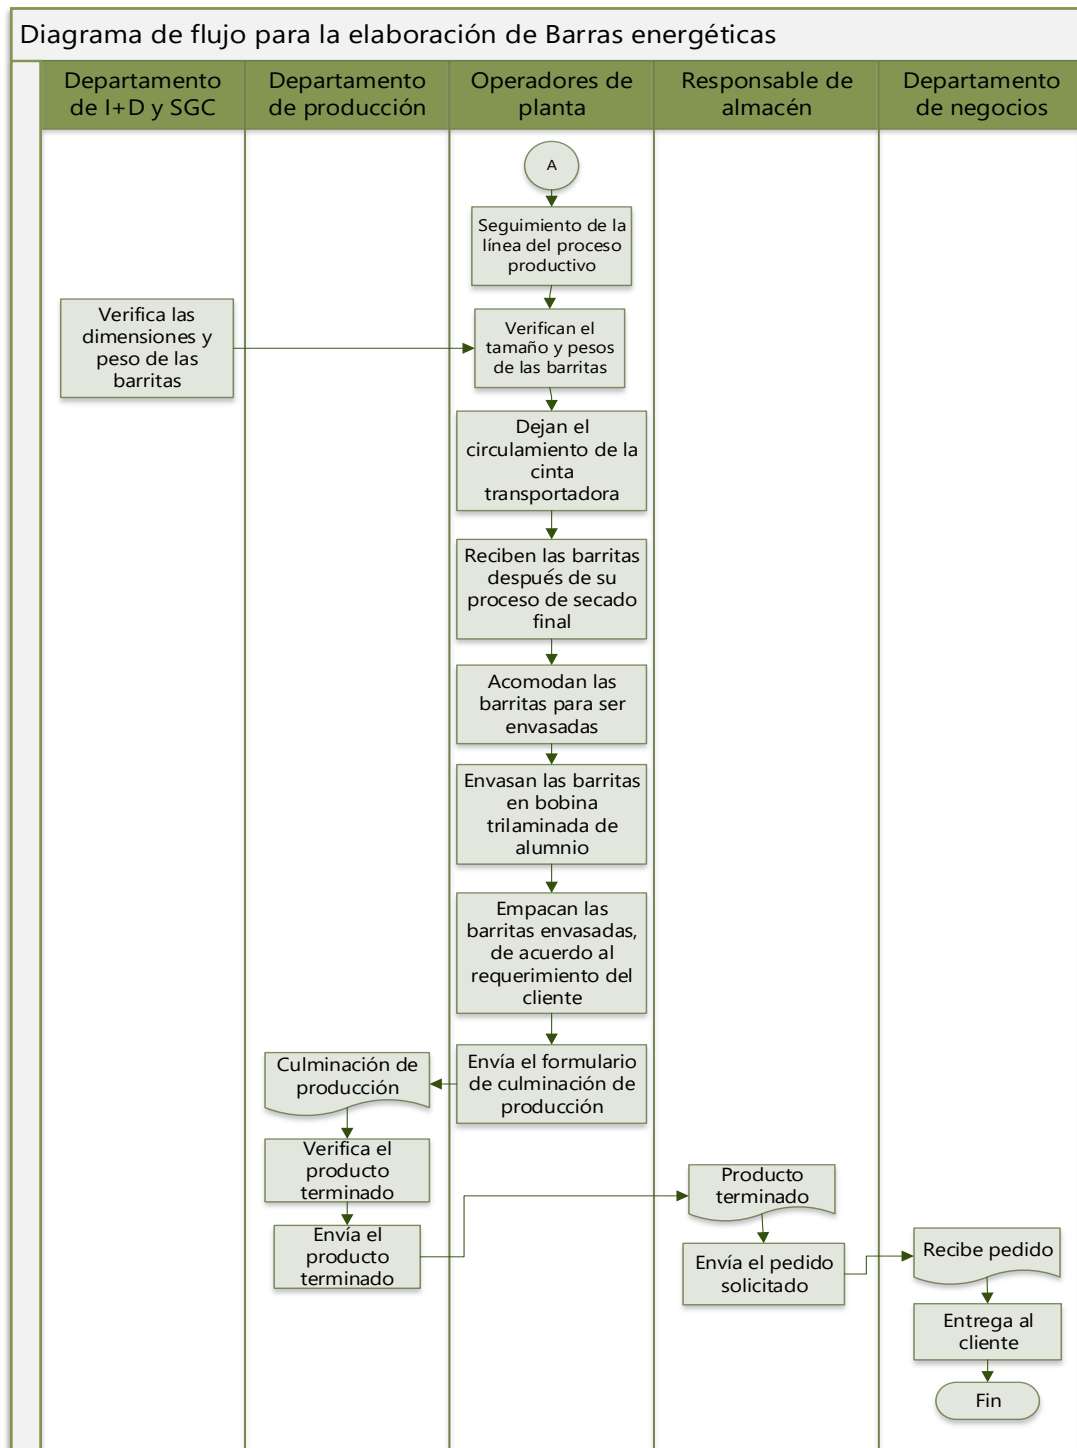 Diagrama de flujo para la elaboración de Barras energéticas
Departamento
de I+D y SGC
Departamento
de producción
Operadores de
planta
Responsable de
almacén
Departamento
de negocios
A
Seguimiento de la
línea del proceso
productivo
Verifica las
dimensiones y
peso de las
barritas
Verifican el
tamaño y pesos
de las barritas
Dejan el
circulamiento de la
cinta
transportadora
Reciben las barritas
después de su
proceso de secado
final
Acomodan las
barritas para ser
envasadas
Envasan las barritas
en bobina
trilaminada de
alumnio
Empacan las
barritas envasadas,
de acuerdo al
requerimiento del
cliente
Envía el formulario
de culminación de
producción
Culminación de
producción
Verifica el
producto
terminado
Envía el
producto
terminado
Producto
terminado
Envía el pedido
solicitado
Recibe pedido
Entrega al
cliente
Fin